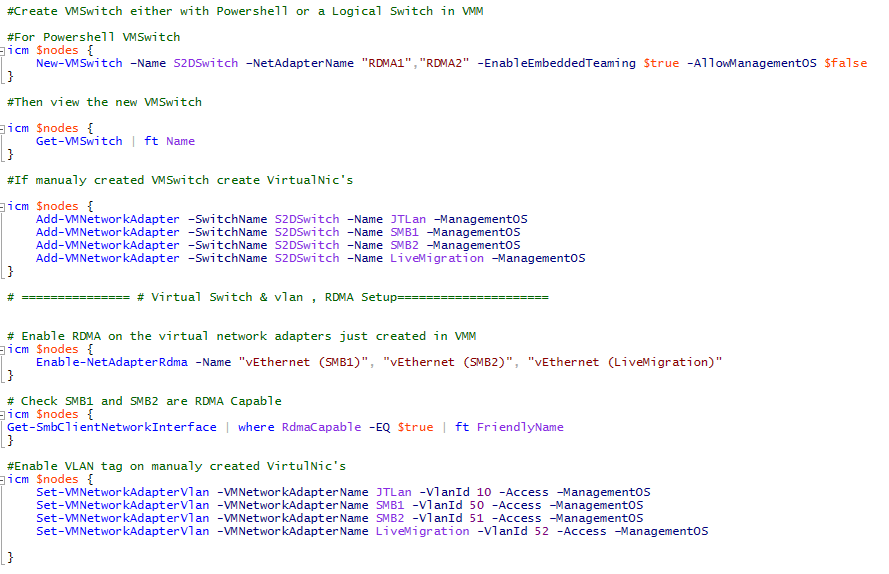 #Create VMSwitch either with Powershell or a Logical Switch in VMM
#For Powershell VMSwitch
icm $nodes {
New-VMSwitch -Name S2DSwitch -NetAdapterName "RDMA1","RDMA2" -EnableEmbeddedTeaming $true -AllowManagementOS $false
}
#Then view the new VMSwitch
icm $nodes {
Get-VMSwitch | ft Name
}
#If manualy created VMSwitch create VirtualNic's
icm $nodes {
Add-VMNetworkAdapter -SwitchName S2DSwitch -Name JTLan -ManagementOS
Add-VMNetworkAdapter -SwitchName S2DSwitch -Name SMB1 -ManagementOS
Add-VMNetworkAdapter -SwitchName S2DSwitch -Name SMB2 -ManagementOS
Add-VMNetworkAdapter -SwitchName S2DSwitch -Name LiveMigration -ManagementOS
}
# =============== # Virtual Switch & vlan , RDMA Setup=====================
# Enable RDMA on the virtual network adapters just created in VMM
icm $nodes {
Enable-NetAdapterRdma -Name "vEthernet (SMB1)", "vEthernet (SMB2)", "vEthernet (LiveMigration)"
}
# Check SMB1 and SMB2 are RDMA Capable
icm $nodes {
Get-SmbClientNetworkInterface | where RdmaCapable -EQ $true | ft FriendlyName
}
#Enable VLAN tag on manualy created VirtulNic's
icm $nodes {
Set-VMNetworkAdapterVlan -VMNetworkAdapterName JTLan -VlanId 10 -Access -ManagementOS
Set-VMNetworkAdapterVlan -VMNetworkAdapterName SMB1 -VlanId 50 -Access -ManagementOS
Set-VMNetworkAdapterVlan -VMNetworkAdapterName SMB2 -VlanId 51 -Access -ManagementOS
Set-VMNetworkAdapterVlan -VMNetworkAdapterName LiveMigration -VlanId 52 -Access -ManagementOS
}